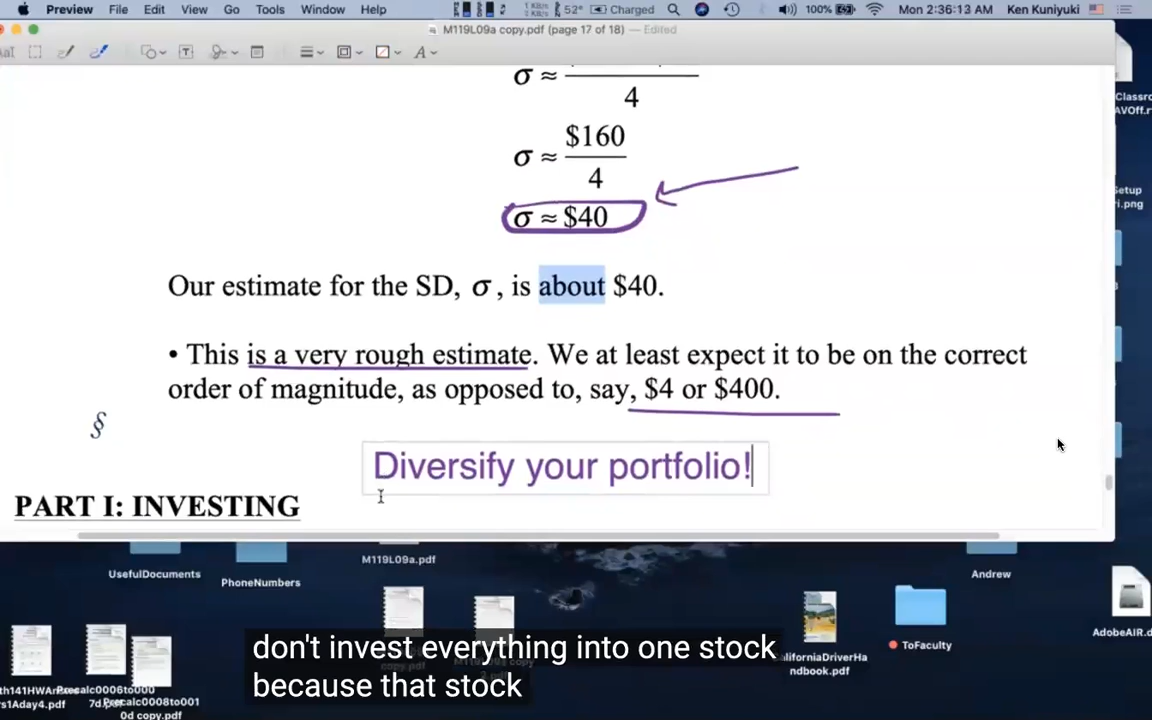 Preview File Edit View Go Tools Window Help 52° Charged 100% Mon 2:36:13 AM Ken Kuniyuki
M119L09a copy.pdf (page 17 of 18) — Edited
σ ≈
4
σ ≈ $160
4
σ ≈ $40
Our estimate for the SD, σ, is about $40.
• This is a very rough estimate. We at least expect it to be on the correct
order of magnitude, as opposed to, say, $4 or $400.
§
Diversify your portfolio!
PART I: INVESTING
Setup
UsefulDocuments
PhoneNumbers
M119L09a.pdf
Andrew
ToFaculty
don't invest everything into one stock
because that stock